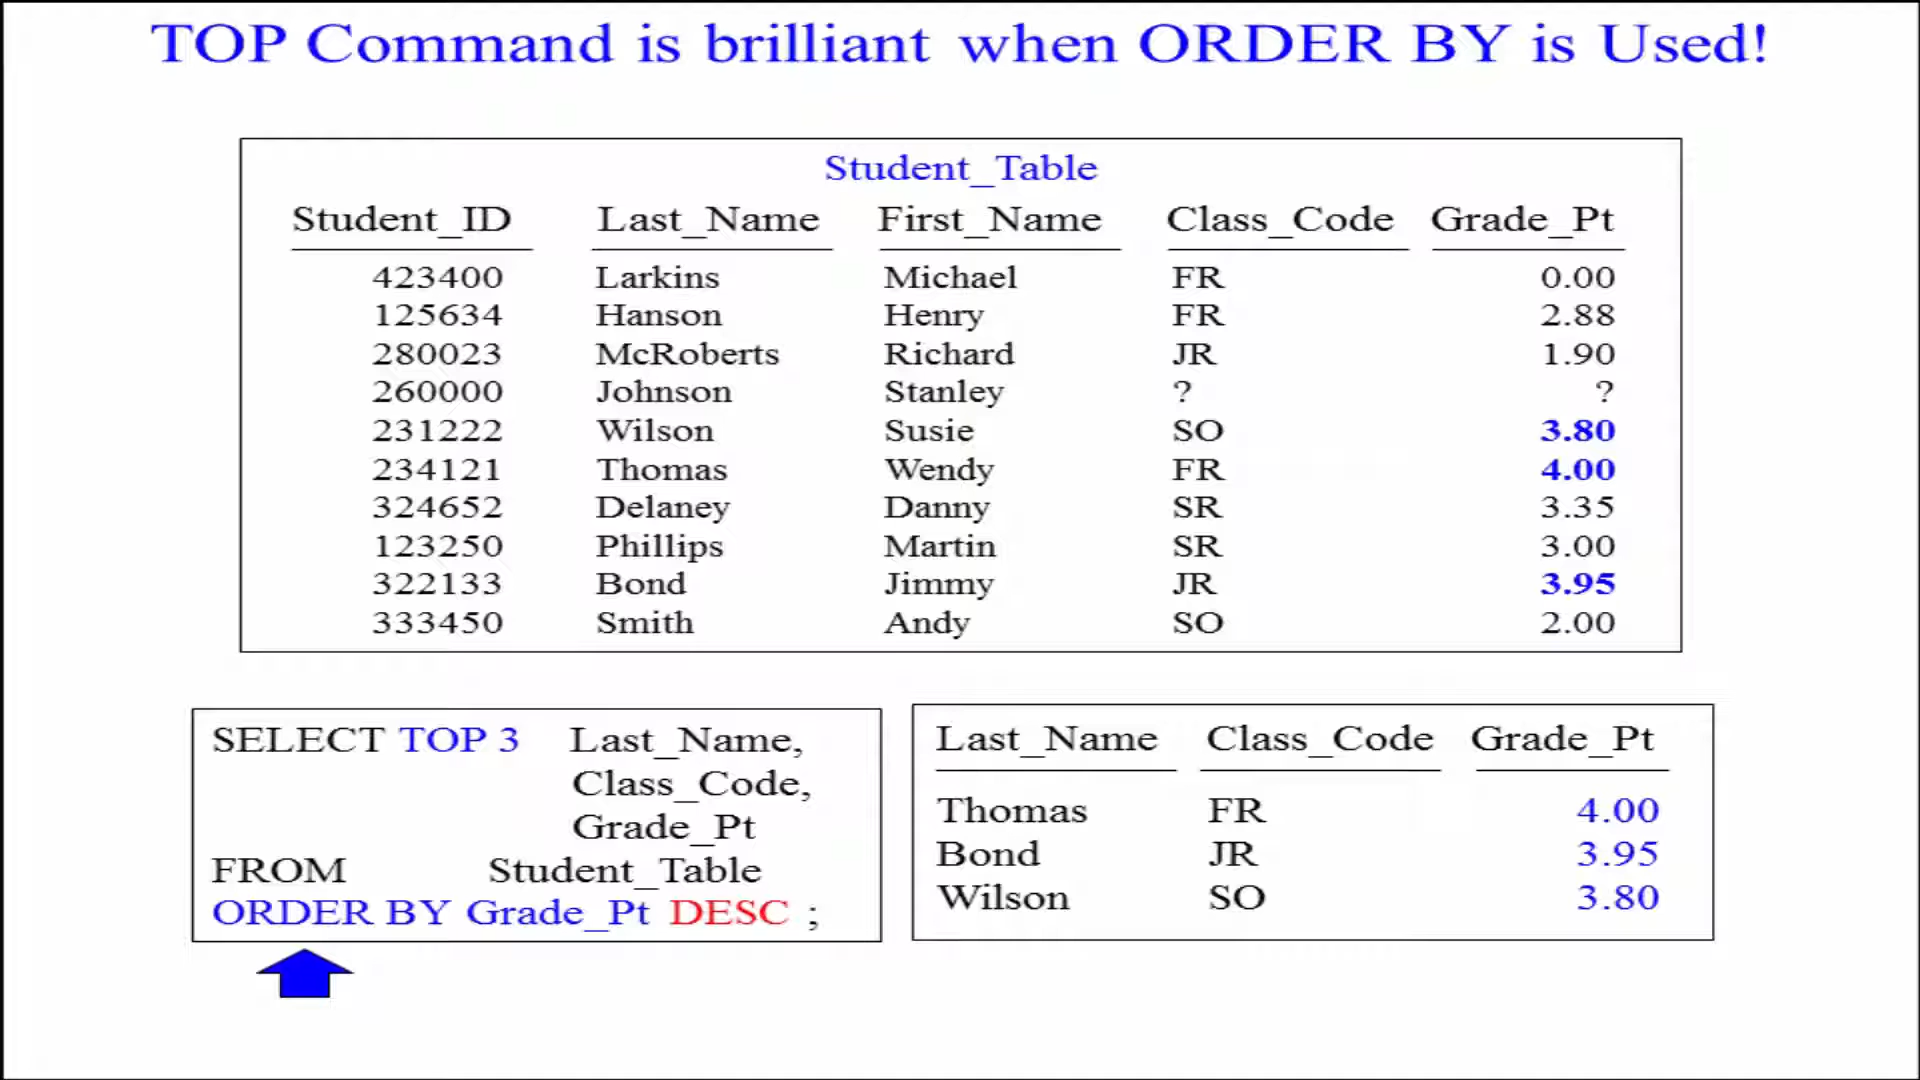 TOP Command is brilliant when ORDER BY is Used!
Student_Table
Student_ID Last_Name First_Name Class_Code Grade_Pt
423400 Larkins Michael FR 0.00
125634 Hanson Henry FR 2.88
280023 McRoberts Richard JR 1.90
260000 Johnson Stanley ? ?
231222 Wilson Susie SO 3.80
234121 Thomas Wendy FR 4.00
324652 Delaney Danny SR 3.35
123250 Phillips Martin SR 3.00
322133 Bond Jimmy JR 3.95
333450 Smith Andy SO 2.00
SELECT TOP 3 Last_Name,
Class_Code,
Grade_Pt
FROM Student_Table
ORDER BY Grade_Pt DESC ;
Last_Name Class_Code Grade_Pt
Thomas FR 4.00
Bond JR 3.95
Wilson SO 3.80